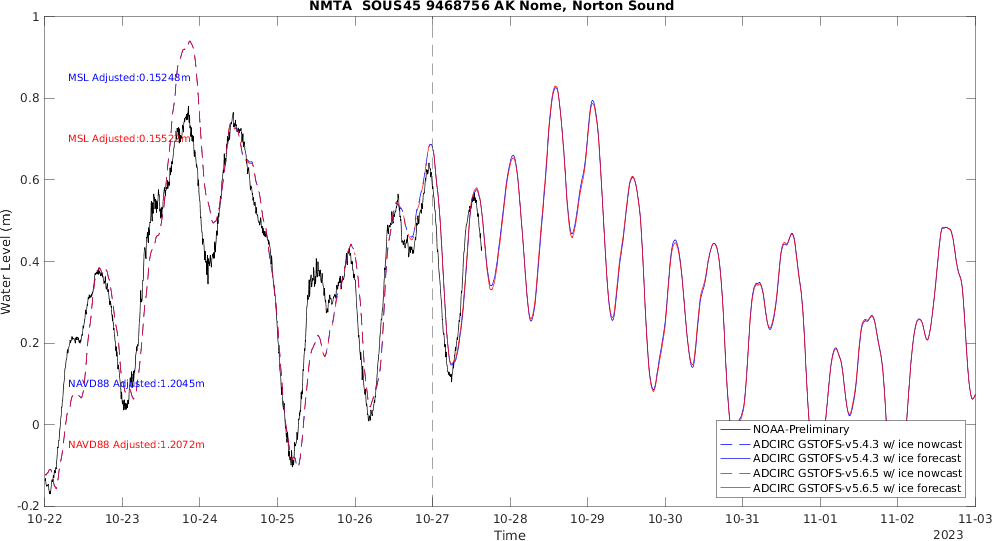 NMTA SOUS45 9468756 AK Nome, Norton Sound
1
0.8
0.6
0.4
0.2
0
-0.2
Water Level (m)
MSL Adjusted:0.15248m
MSL Adjusted:0.1552
NAVD88 Adjusted:1.2045m
NAVD88 Adjusted:1.2072m
NOAA-Preliminary
ADCIRC GSTOFS-v5.4.3 w/ ice nowcast
ADCIRC GSTOFS-v5.4.3 w/ ice forecast
ADCIRC GSTOFS-v5.6.5 w/ ice nowcast
ADCIRC GSTOFS-v5.6.5 w/ ice forecast
10-22 10-23 10-24 10-25 10-26 10-27 10-28 10-29 10-30 10-31 11-01 11-02 11-03
Time
2023